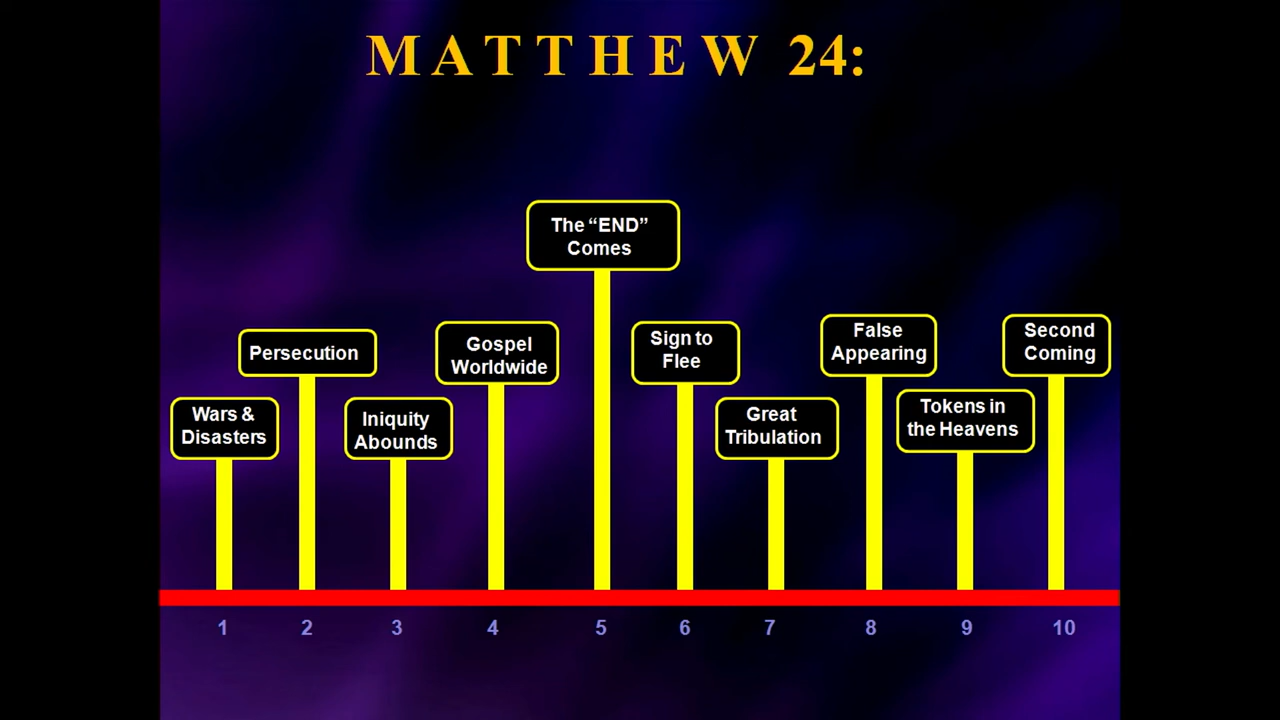 MATTHEW 24:
Wars &
Disasters
Persecution
Iniquity
Abounds
Gospel
Worldwide
The “END”
Comes
Sign to
Flee
Great
Tribulation
False
Appearing
Tokens in
the Heavens
Second
Coming
1 2 3 4 5 6 7 8 9 10